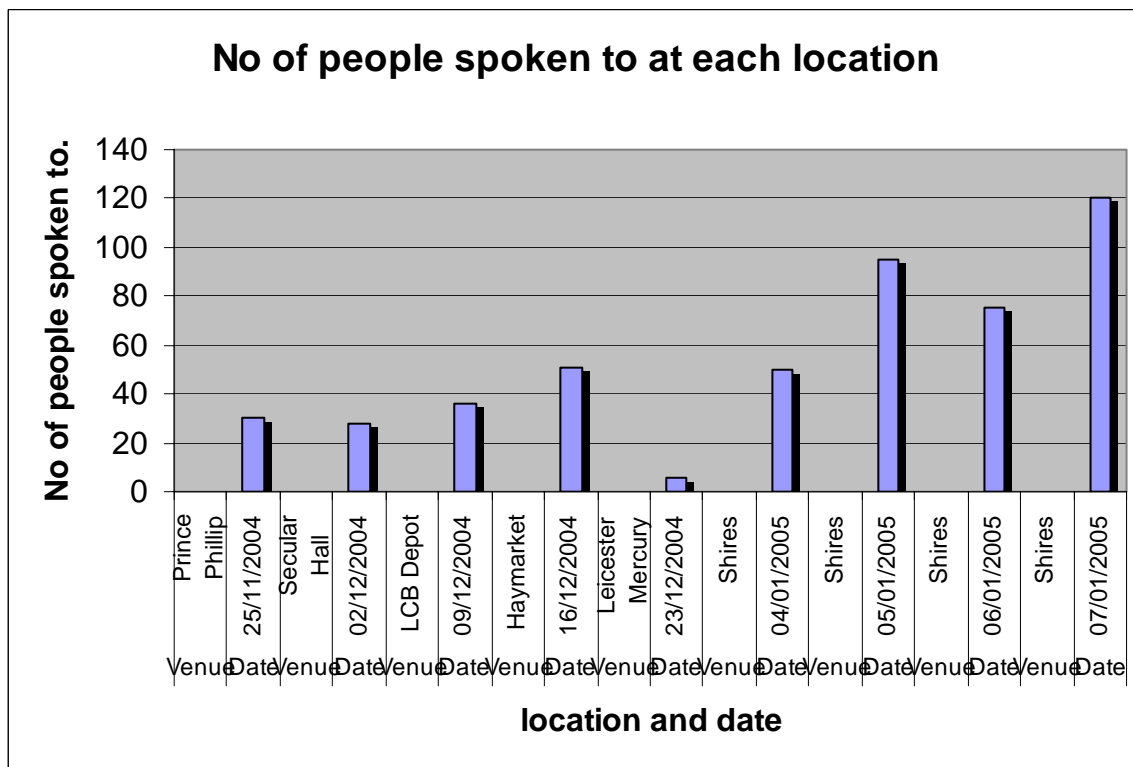 No of people spoken to at each location
No of people spoken to.
140
120
100
80
60
40
20
0
Prince
Phillip
25/11/2004
Secular
Hall
02/12/2004
LCB Depot
09/12/2004
Haymarket
16/12/2004
Leicester
Mercury
23/12/2004
Shires
04/01/2005
Shires
05/01/2005
Shires
06/01/2005
Shires
07/01/2005
Venue Date Venue Date Venue Date Venue Date Venue Date Venue Date Venue Date Venue Date Venue Date
location and date